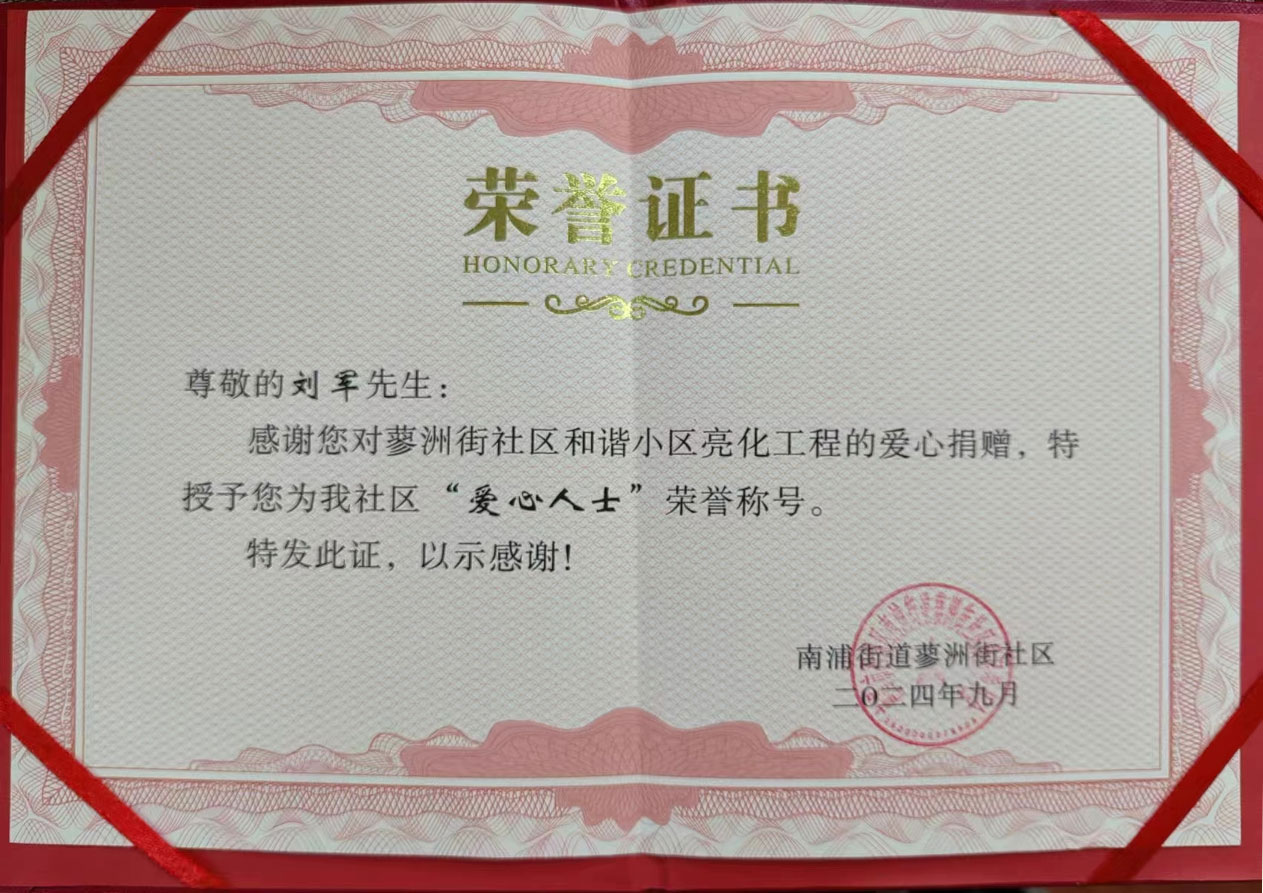 荣誉证书
HONORARY CREDENTIAL
尊敬的刘军先生：
感谢您对蓼洲街社区和谐小区亮化工程的爱心捐赠，特
授予您为我社区“爱心人士”荣誉称号。
特发此证，以示感谢！
南浦街道蓼洲街社区
二〇二四年九月